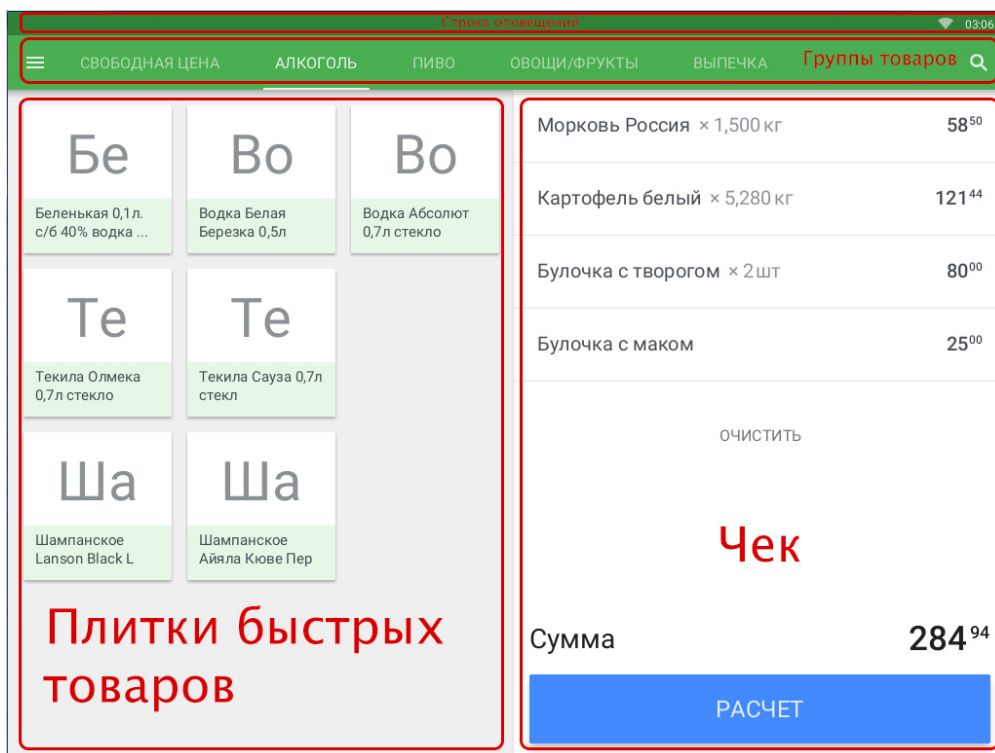 Строка оповещений
03:06
СВОБОДНАЯ ЦЕНА АЛКОГОЛЬ ПИВО ОВОЩИ/ФРУКТЫ ВЫПЕЧКА Группы товаров
Бе
Беленькая 0,1л.
с/б 40% водка ...
Во
Водка Белая
Березка 0,5л
Во
Водка Абсолют
0,7л стекло
Те
Текила Олмека
0,7л стекло
Те
Текила Сауза 0,7л
стекл
Ша
Шампанское
Lanson Black L
Ша
Шампанское
Айяла Кюве Пер
Плитки быстрых
товаров
Морковь Россия × 1,500 кг 58⁵⁰
Картофель белый × 5,280 кг 121⁴⁴
Булочка с творогом × 2 шт 80⁰⁰
Булочка с маком 25⁰⁰
ОЧИСТИТЬ
Чек
Сумма 284⁹⁴
РАСЧЕТ